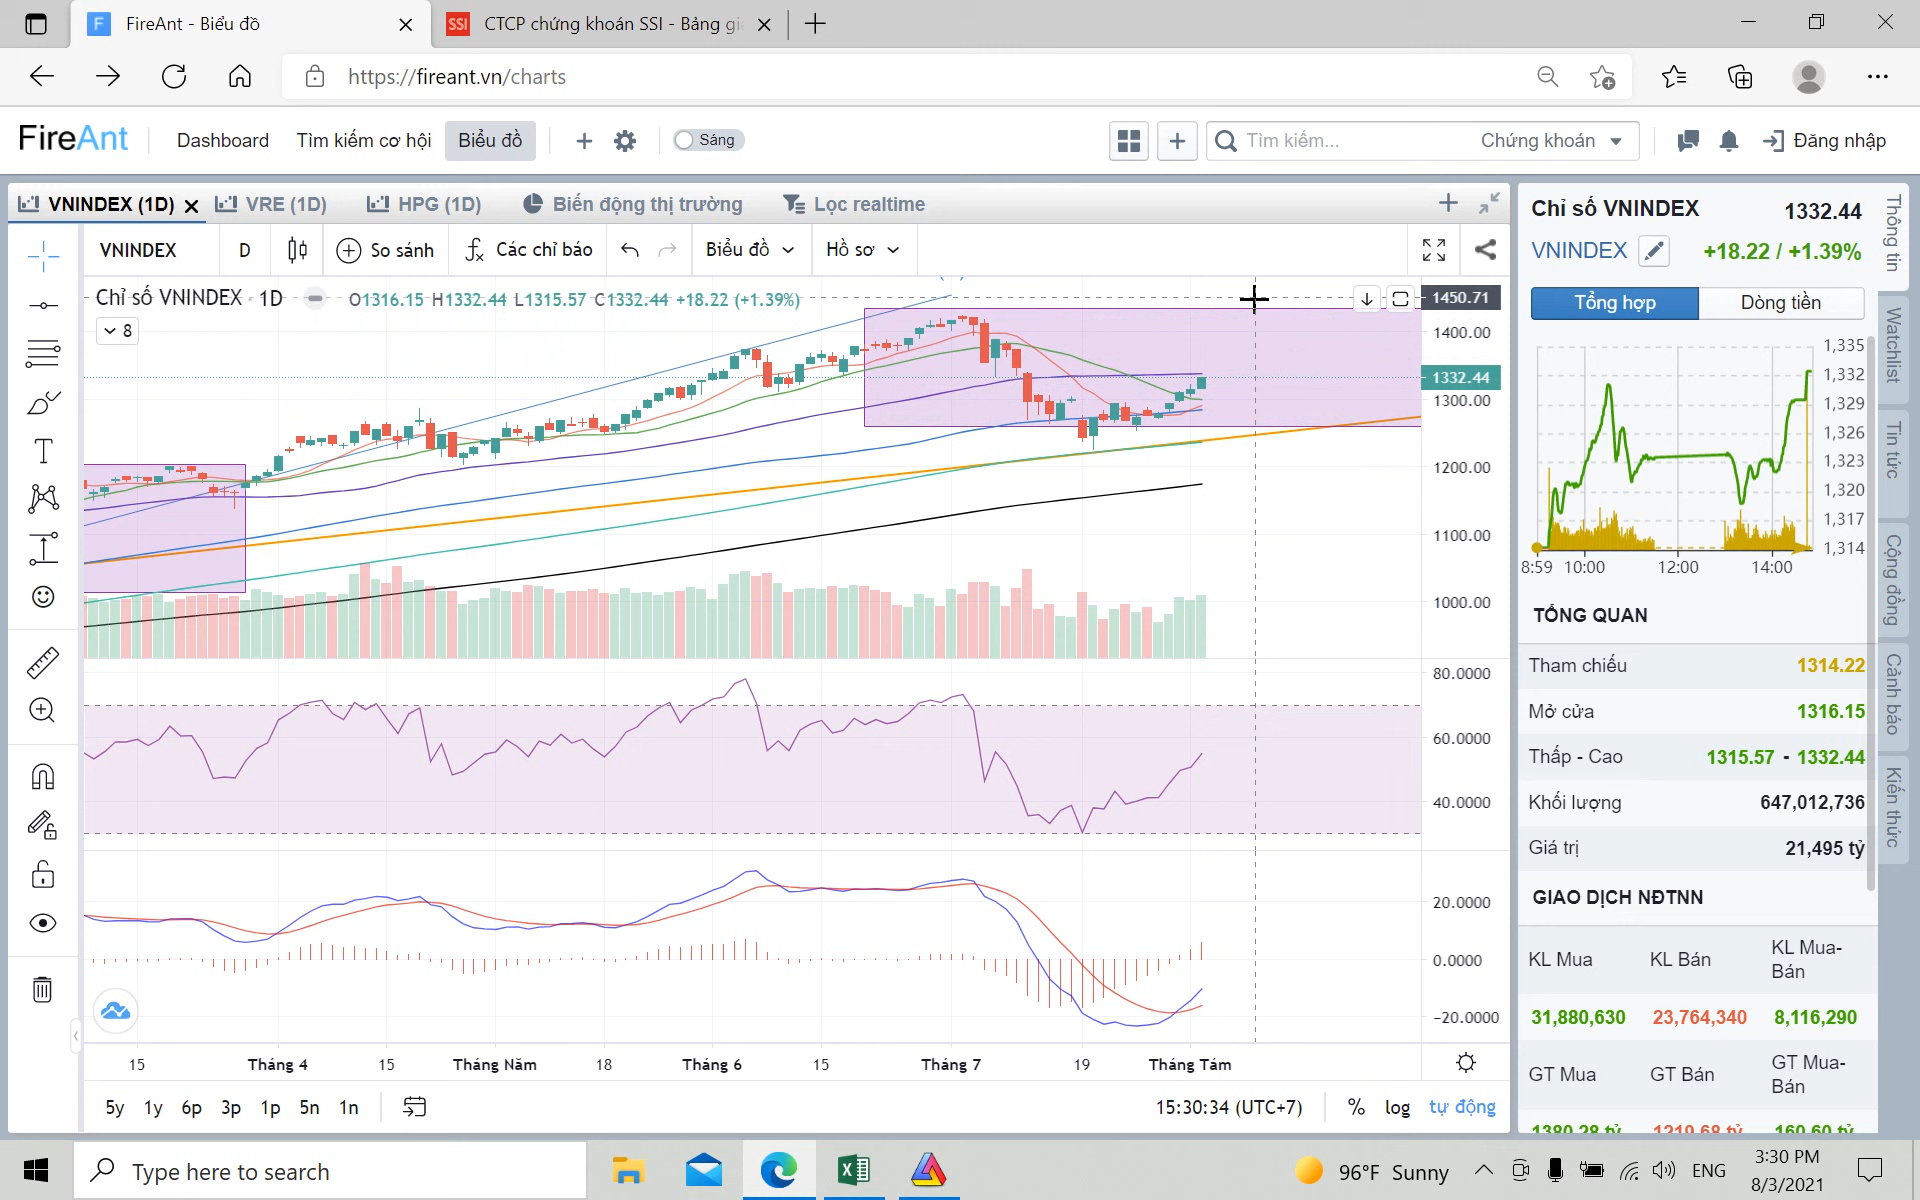 FireAnt - Biểu đồ
CTCP chứng khoán SSI - Bảng gi
https://fireant.vn/charts
FireAnt
Dashboard
Tìm kiếm cơ hội
Biểu đồ
Sáng
Tìm kiếm...
Chứng khoán
Đăng nhập
VNINDEX (1D)
VRE (1D)
HPG (1D)
Biến động thị trường
Lọc realtime
VNINDEX
D
So sánh
Các chỉ báo
Biểu đồ
Hồ sơ
Chỉ số VNINDEX · 1D
O1316.15 H1332.44 L1315.57 C1332.44 +18.22 (+1.39%)
8
1450.71
1400.00
1332.44
1300.00
1200.00
1100.00
1000.00
80.0000
60.0000
40.0000
20.0000
0.0000
−20.0000
15
Tháng 4
15
Tháng Năm
18
Tháng 6
15
Tháng 7
19
Tháng Tám
5y 1y 6p 3p 1p 5n 1n
15:30:34 (UTC+7)
%
log
tự động
Chỉ số VNINDEX
1332.44
VNINDEX
+18.22 / +1.39%
Tổng hợp
Dòng tiền
1,335
1,332
1,329
1,326
1,323
1,320
1,317
1,314
8:59 10:00 12:00 14:00
TỔNG QUAN
Tham chiếu 1314.22
Mở cửa 1316.15
Thấp - Cao 1315.57 - 1332.44
Khối lượng 647,012,736
Giá trị 21,495 tỷ
GIAO DỊCH NĐTNN
KL Mua KL Bán KL Mua-
Bán
31,880,630 23,764,340 8,116,290
GT Mua GT Bán GT Mua-
Bán
1380.28 tỷ 1219.68 tỷ 160.60 tỷ
Thông tin
Watchlist
Tin tức
Cộng đồng
Cảnh báo
Kiến thức
SSI
F
Type here to search
96°F Sunny
ENG
3:30 PM
8/3/2021